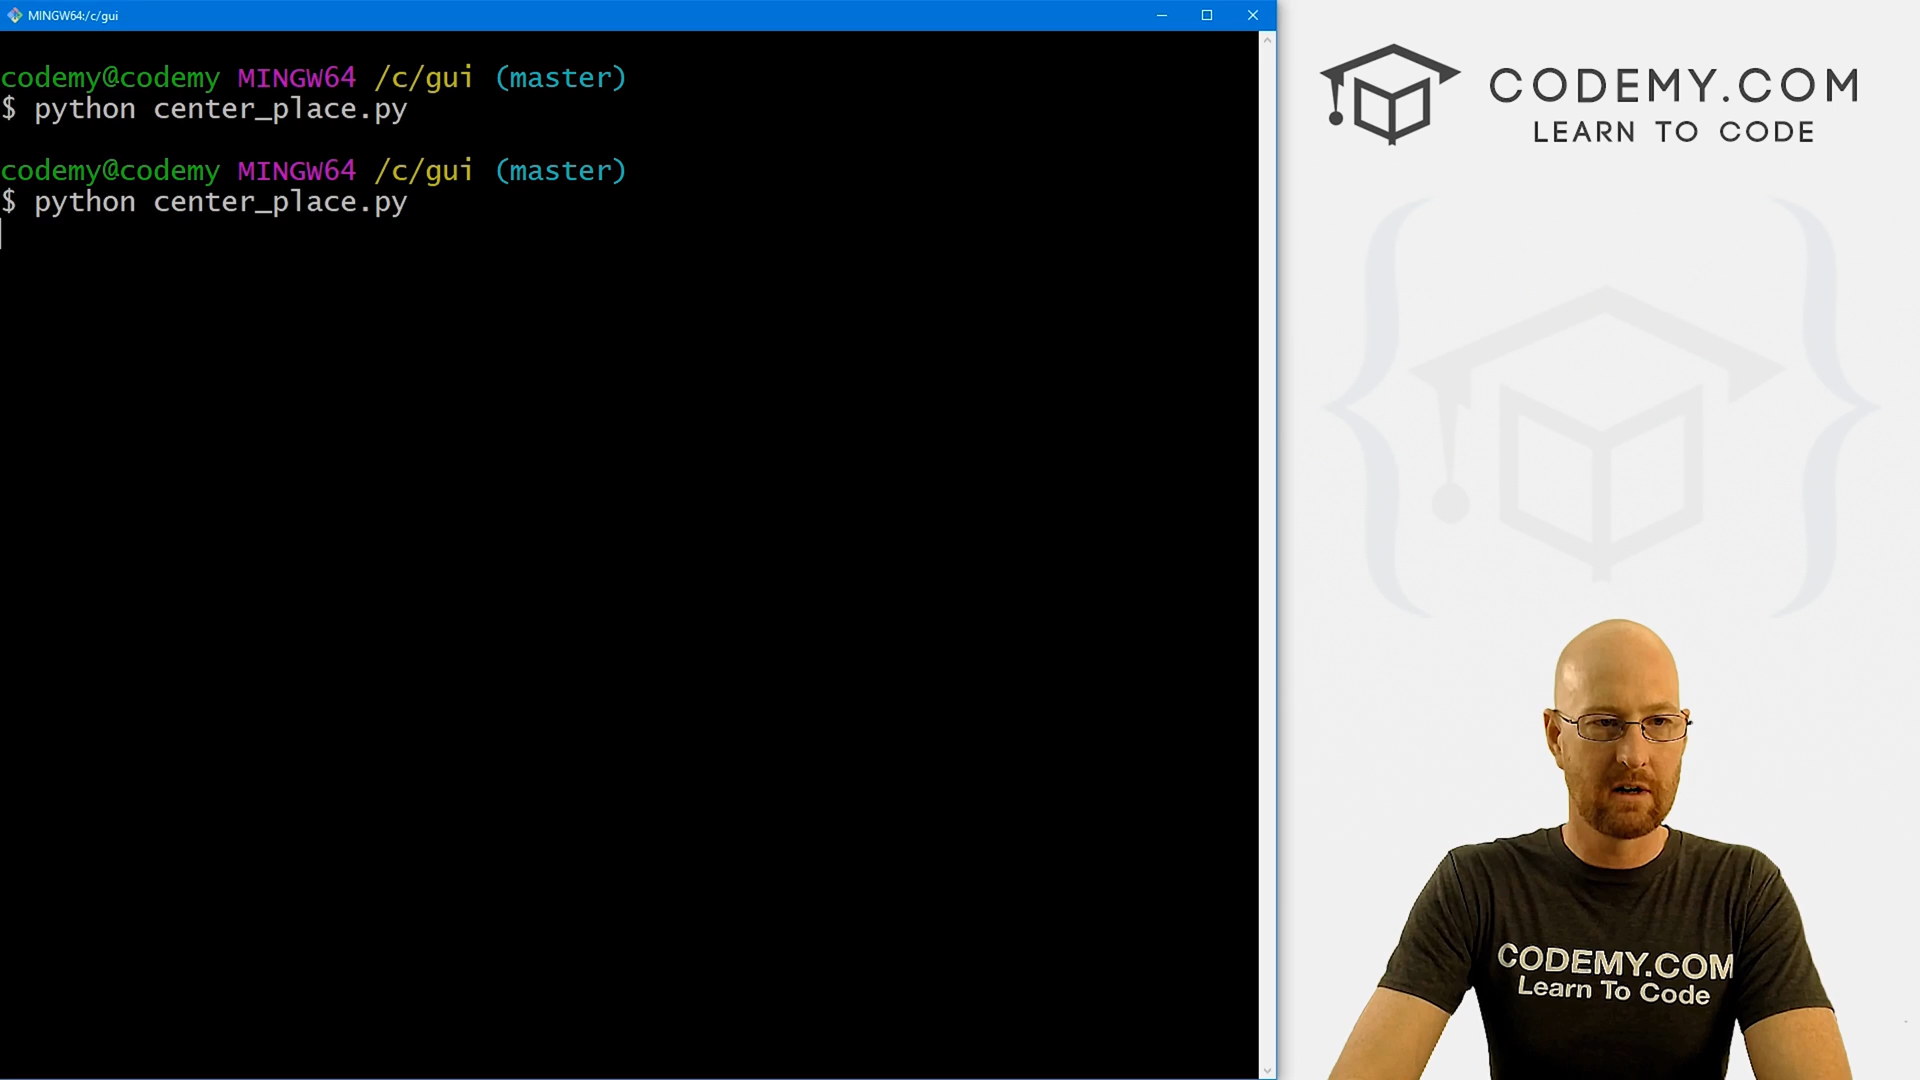 MINGW64:/c/gui
codemy@codemy MINGW64 /c/gui (master)
$ python center_place.py
codemy@codemy MINGW64 /c/gui (master)
$ python center_place.py
CODEMY.COM
LEARN TO CODE
CODEMY.COM
Learn To Code